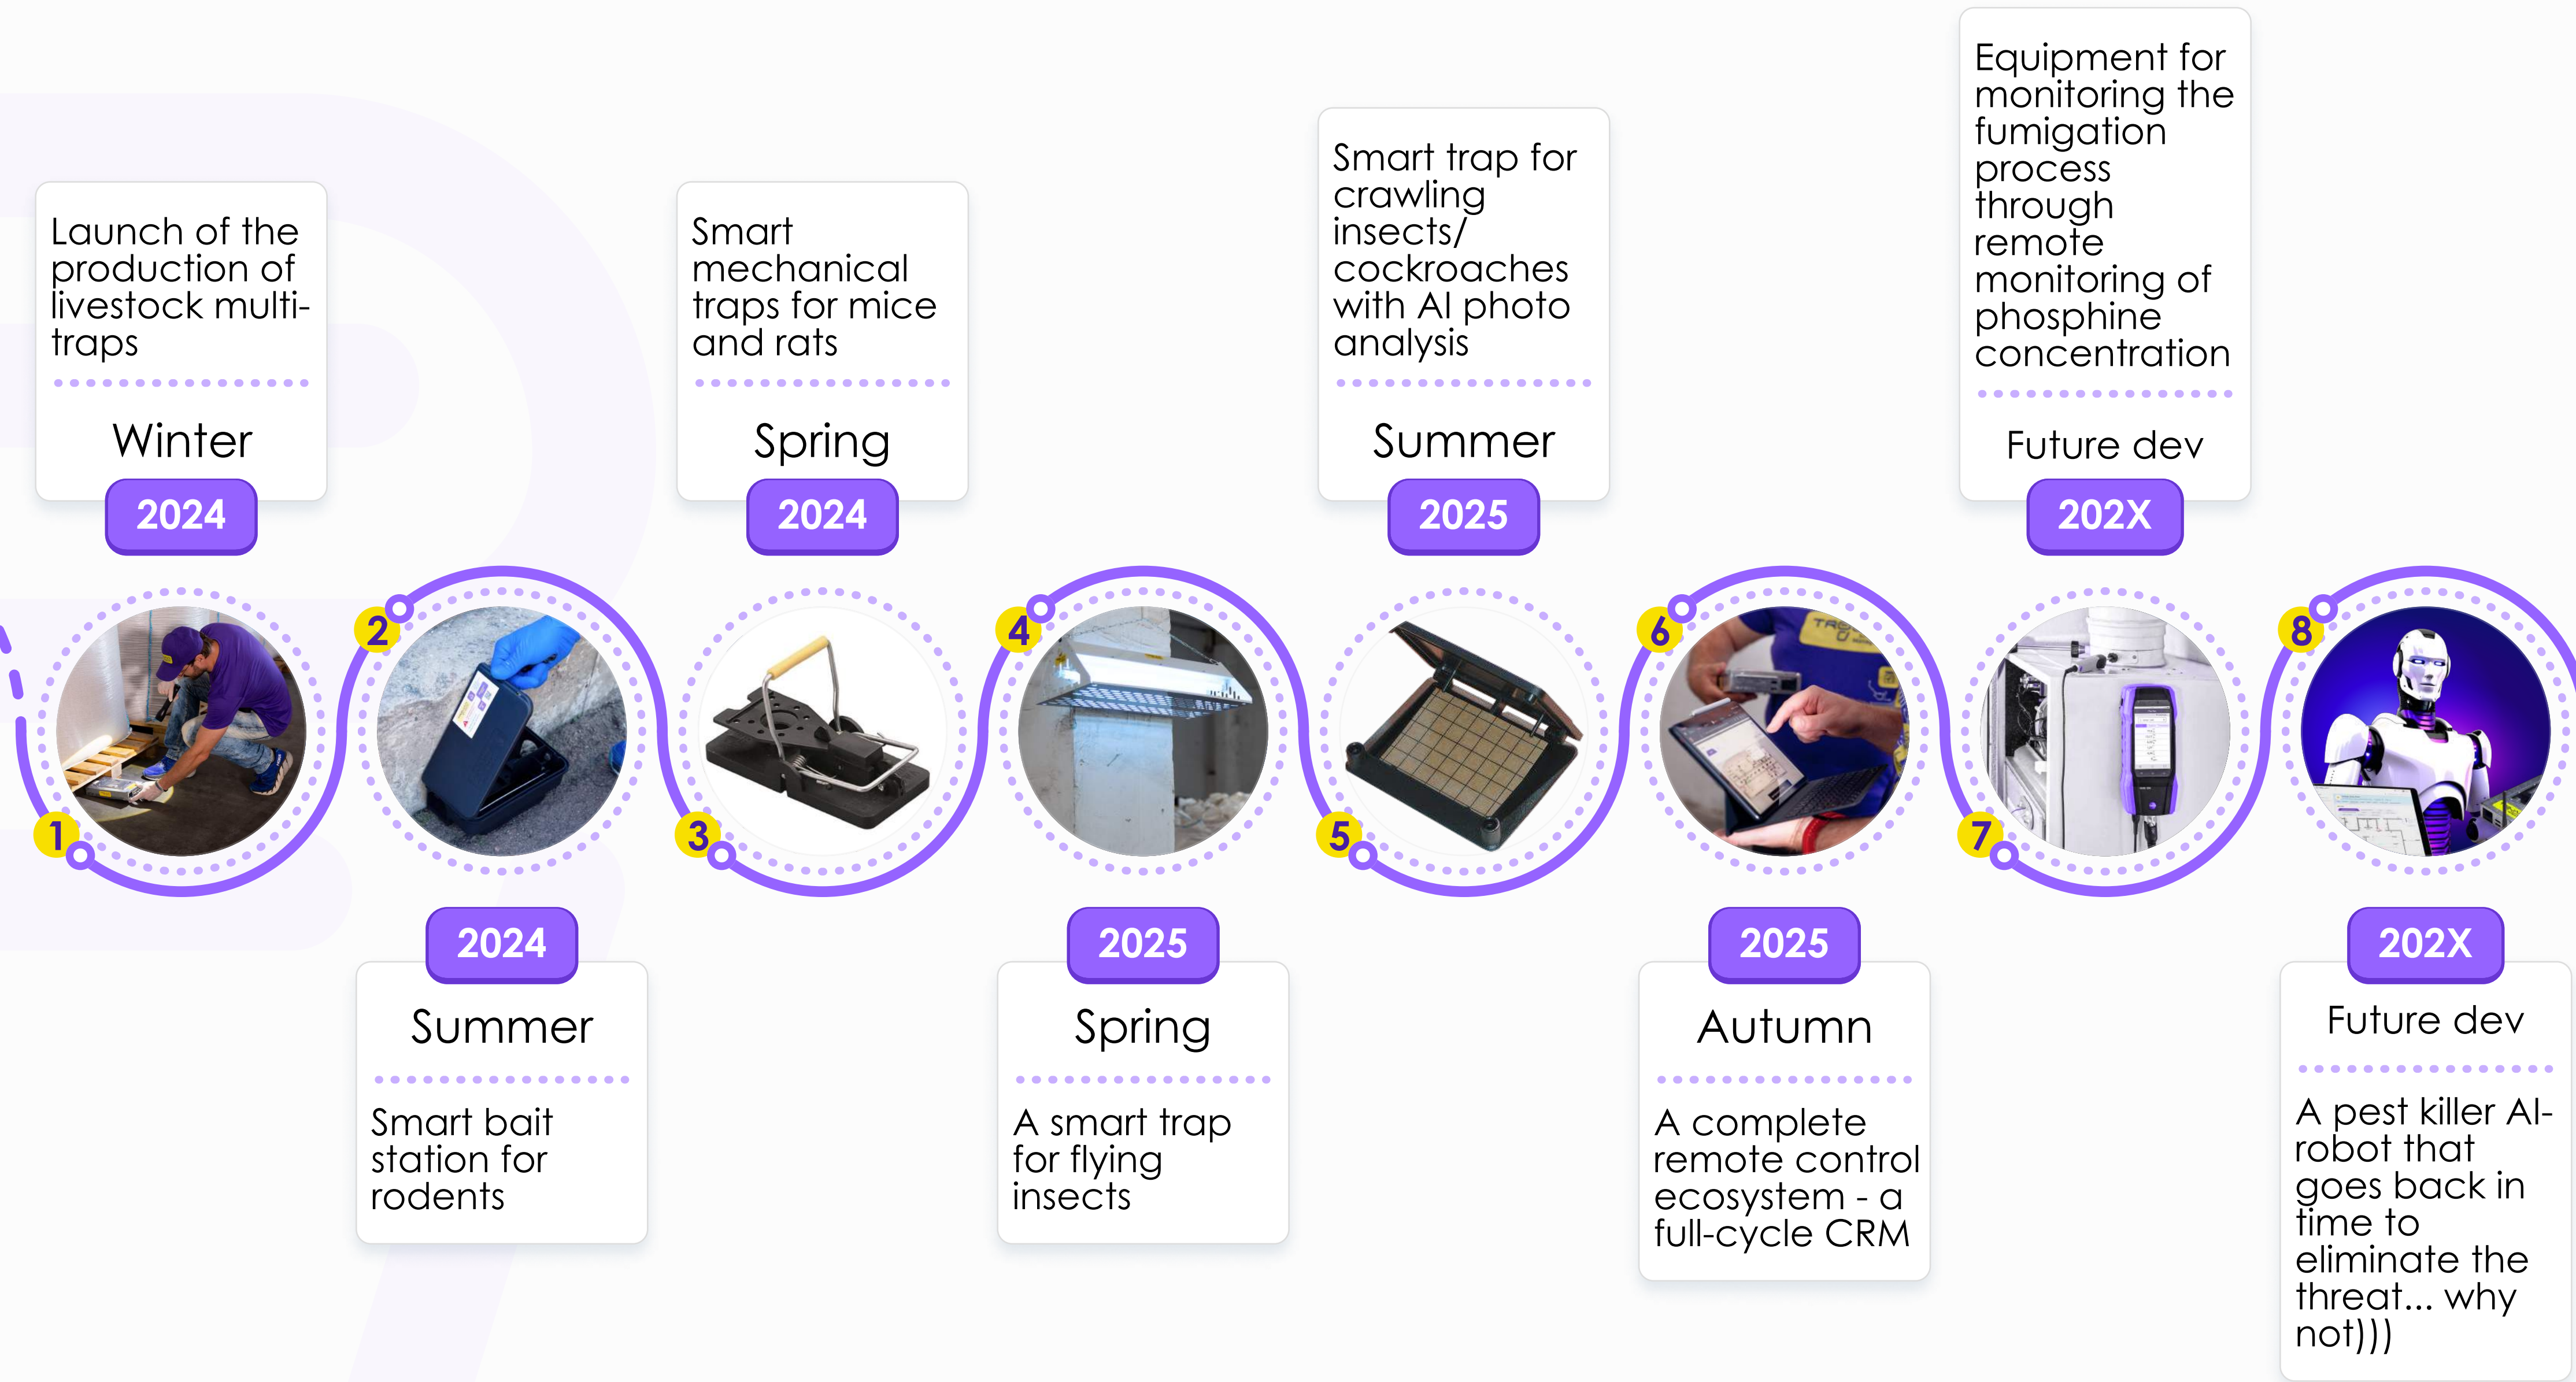 Launch of the
production of
livestock multi-
traps
Winter
2024
1
2
2024
Summer
Smart bait
station for
rodents
Smart
mechanical
traps for mice
and rats
Spring
2024
3
4
2025
Spring
A smart trap
for flying
insects
Smart trap for
crawling
insects/
cockroaches
with AI photo
analysis
Summer
2025
5
6
2025
Autumn
A complete
remote control
ecosystem - a
full-cycle CRM
Equipment for
monitoring the
fumigation
process
through
remote
monitoring of
phosphine
concentration
Future dev
202X
7
8
202X
Future dev
A pest killer AI-
robot that
goes back in
time to
eliminate the
threat... why
not)))